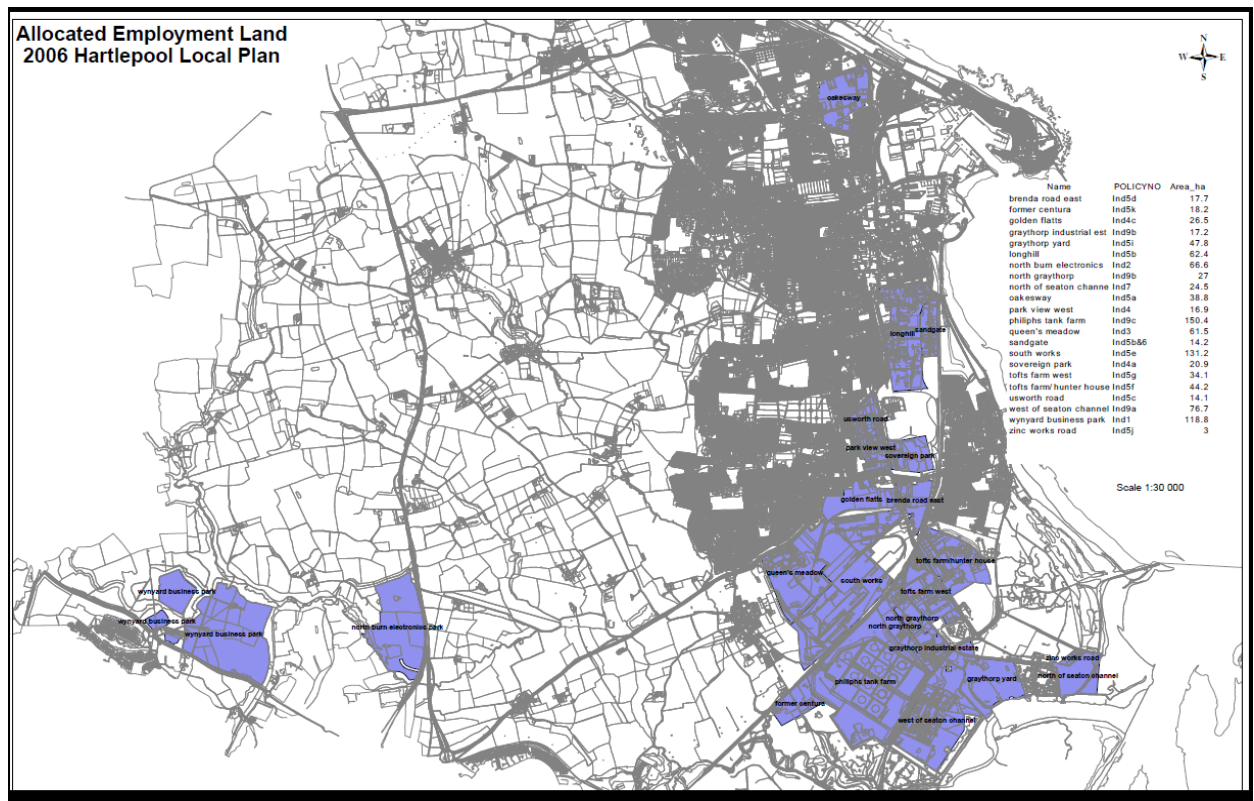 Allocated Employment Land
2006 Hartlepool Local Plan
N
W E
S
oakesway
Name POLICYNO Area_ha
brenda road east Ind5d 17.7
former centura Ind5k 18.2
golden flatts Ind4c 26.5
graythorp industrial est Ind9b 17.2
graythorp yard Ind5i 47.8
longhill Ind5b 62.4
north burn electronics Ind2 66.6
north graythorp Ind9b 27
north of seaton channe Ind7 24.5
oakesway Ind5a 38.8
park view west Ind4 16.9
philiphs tank farm Ind9c 150.4
queen's meadow Ind3 61.5
sandgate Ind5b&6 14.2
south works Ind5e 131.2
sovereign park Ind4a 20.9
tofts farm west Ind5g 34.1
tofts farm/ hunter house Ind5f 44.2
usworth road Ind5c 14.1
west of seaton channel Ind9a 76.7
wynyard business park Ind1 118.8
zinc works road Ind5j 3
longhill sandgate
usworth road
park view west
sovereign park
Scale 1:30 000
golden flatts brenda road east
tofts farm/hunter house
queen's meadow
south works
tofts farm west
wynyard business park
north graythorp
wynyard business park
north burn electronics park
north graythorp
wynyard business park
graythorp industrial estate
zinc works road
north of seaton channel
graythorp yard
philiphs tank farm
former centura
west of seaton channel